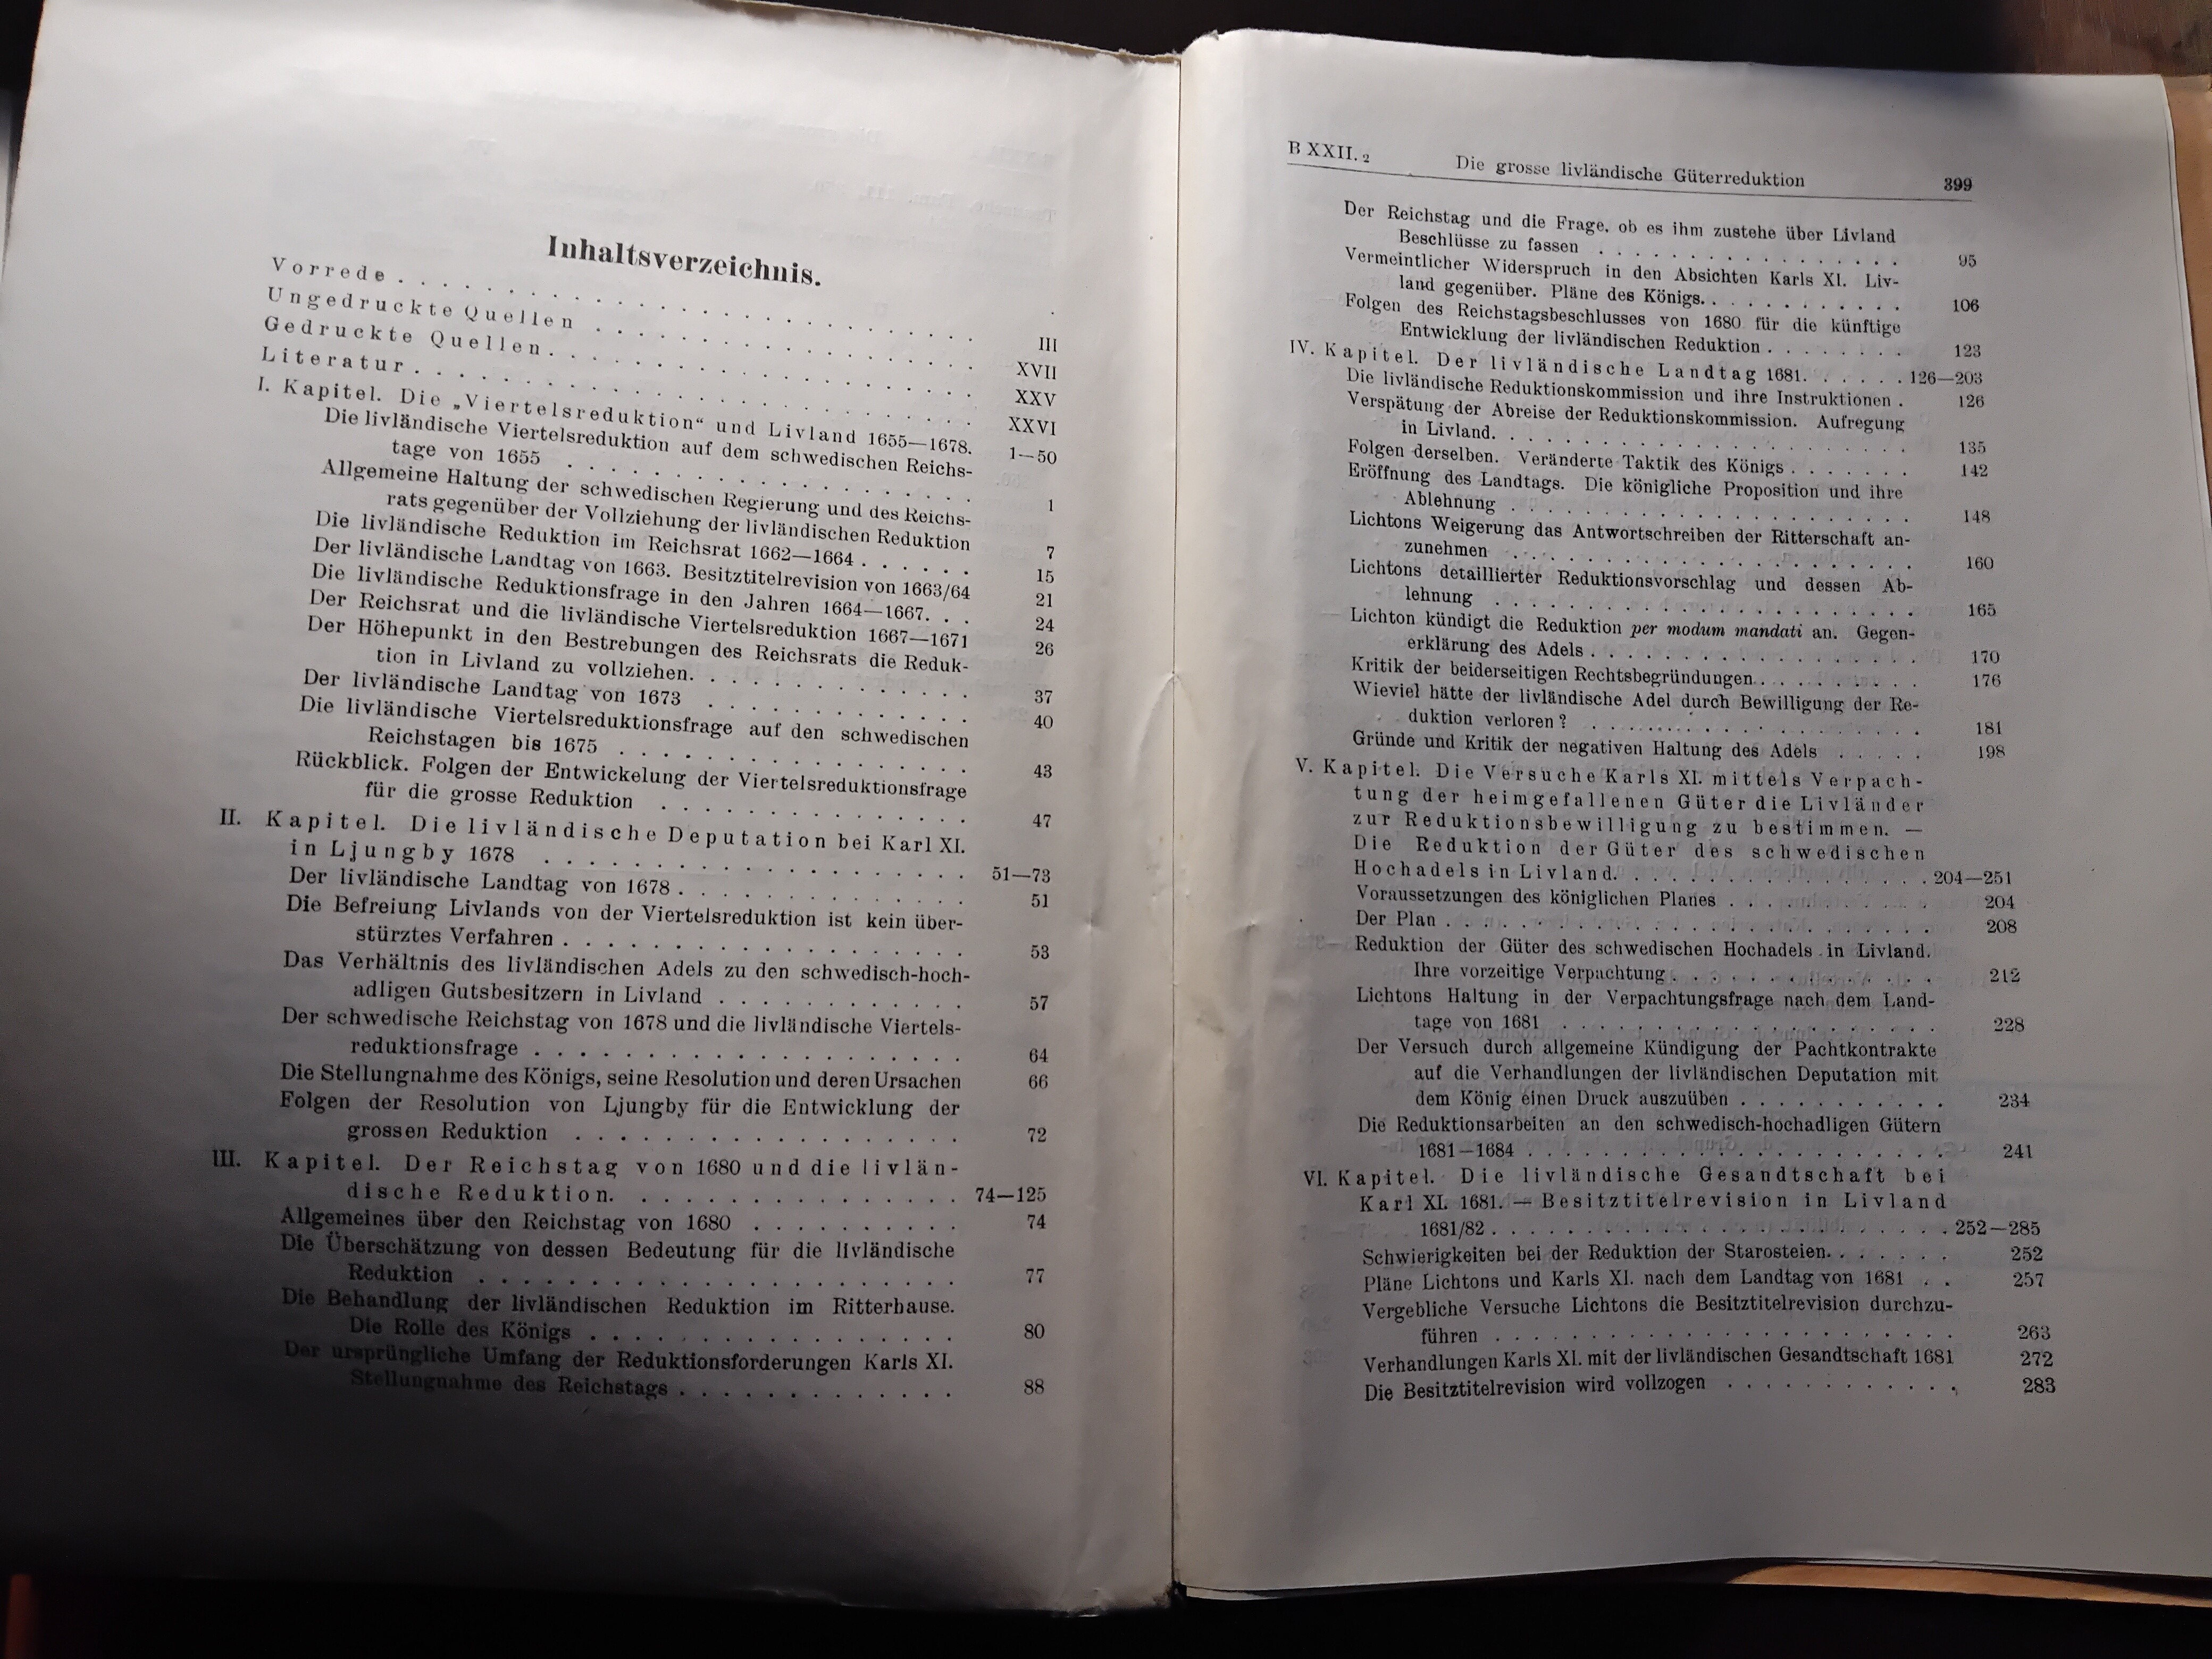 Inhaltsverzeichnis.
Vorrede . . . . . . . . . . . . . . . . . . . III
Ungedruckte Quellen . . . . . . . . . . . . . XVII
Gedruckte Quellen. . . . . . . . . . . . . . . XXV
Literatur . . . . . . . . . . . . . . . . . . XXVI
I. Kapitel. Die „Viertelsreduktion“ und Livland 1655—1678. 1—50
Die livländische Viertelsreduktion auf dem schwedischen Reichs-
tage von 1655 . . . . . . . . . . . . . . . 1
Allgemeine Haltung der schwedischen Regierung und des Reichs-
rats gegenüber der Vollziehung der livländischen Reduktion 7
Die livländische Reduktion im Reichsrat 1662—1664 . . . . . . 15
Der livländische Landtag von 1663. Besitztitelrevision von 1663/64 21
Die livländische Reduktionsfrage in den Jahren 1664—1667. . . 24
Der Reichsrat und die livländische Viertelsreduktion 1667—1671 26
Der Höhepunkt in den Bestrebungen des Reichsrats die Reduk-
tion in Livland zu vollziehen. . . . . . . . . . . . 37
Der livländische Landtag von 1673 . . . . . . . . . . . . 40
Die livländische Viertelsreduktionsfrage auf den schwedischen
Reichstagen bis 1675 . . . . . . . . . . . . . . 43
Rückblick. Folgen der Entwickelung der Viertelsreduktionsfrage
für die grosse Reduktion . . . . . . . . . . . . . 47
II. Kapitel. Die livländische Deputation bei Karl XI.
in Ljungby 1678 . . . . . . . . . . . . . . . . . 51—73
Der livländische Landtag von 1678 . . . . . . . . . . . . . 51
Die Befreiung Livlands von der Viertelsreduktion ist kein über-
stürztes Verfahren . . . . . . . . . . . . . . . . . 53
Das Verhältnis des livländischen Adels zu den schwedisch-hoch-
adligen Gutsbesitzern in Livland . . . . . . . . . . . 57
Der schwedische Reichstag von 1678 und die livländische Viertels-
reduktionsfrage . . . . . . . . . . . . . . . . . . 64
Die Stellungnahme des Königs, seine Resolution und deren Ursachen 66
Folgen der Resolution von Ljungby für die Entwicklung der
grossen Reduktion . . . . . . . . . . . . . . . . . 72
III. Kapitel. Der Reichstag von 1680 und die livlän-
dische Reduktion. . . . . . . . . . . . . . . 74—125
Allgemeines über den Reichstag von 1680 . . . . . . . . . . 74
Die Überschätzung von dessen Bedeutung für die livländische
Reduktion . . . . . . . . . . . . . . . . . . . . . 77
Die Behandlung der livländischen Reduktion im Ritterhause.
Die Rolle des Königs . . . . . . . . . . . . . . . . 80
Der ursprüngliche Umfang der Reduktionsforderungen Karls XI.
Stellungnahme des Reichstags . . . . . . . . . . . . . 88
B XXII. 2 Die grosse livländische Güterreduktion 399
Der Reichstag und die Frage, ob es ihm zustehe über Livland
Beschlüsse zu fassen . . . . . . . . . . . . . . . . 95
Vermeintlicher Widerspruch in den Absichten Karls XI. Liv-
land gegenüber. Pläne des Königs. . . . . . . . . . . 106
Folgen des Reichstagsbeschlusses von 1680 für die künftige
Entwicklung der livländischen Reduktion . . . . . . . . 123
IV. Kapitel. Der livländische Landtag 1681. . . . . . 126—203
Die livländische Reduktionskommission und ihre Instruktionen . 126
Verspätung der Abreise der Reduktionskommission. Aufregung
in Livland. . . . . . . . . . . . . . . . . . . . 135
Folgen derselben. Veränderte Taktik des Königs . . . . . . . 142
Eröffnung des Landtags. Die königliche Proposition und ihre
Ablehnung . . . . . . . . . . . . . . . . . . . . 148
Lichtons Weigerung das Antwortschreiben der Ritterschaft an-
zunehmen . . . . . . . . . . . . . . . . . . . . 160
Lichtons detaillierter Reduktionsvorschlag und dessen Ab-
lehnung . . . . . . . . . . . . . . . . . . . . . 165
Lichton kündigt die Reduktion per modum mandati an. Gegen-
erklärung des Adels . . . . . . . . . . . . . . . . . 170
Kritik der beiderseitigen Rechtsbegründungen. . . . . . . . . 176
Wieviel hätte der livländische Adel durch Bewilligung der Re-
duktion verloren? . . . . . . . . . . . . . . . . . 181
Gründe und Kritik der negativen Haltung des Adels . . . . . 198
V. Kapitel. Die Versuche Karls XI. mittels Verpach-
tung der heimgefallenen Güter die Livländer
zur Reduktionsbewilligung zu bestimmen. —
Die Reduktion der Güter des schwedischen
Hochadels in Livland. . . . . . . . . . . . . . . . 204—251
Voraussetzungen des königlichen Planes . . . . . . . . . . 204
Der Plan . . . . . . . . . . . . . . . . . . . . . . . 208
Reduktion der Güter des schwedischen Hochadels in Livland.
Ihre vorzeitige Verpachtung . . . . . . . . . . . . . 212
Lichtons Haltung in der Verpachtungsfrage nach dem Land-
tage von 1681 . . . . . . . . . . . . . . . . . 228
Der Versuch durch allgemeine Kündigung der Pachtkontrakte
auf die Verhandlungen der livländischen Deputation mit
dem König einen Druck auszuüben . . . . . . . . . . . 234
Die Reduktionsarbeiten an den schwedisch-hochadligen Gütern
1681—1684 . . . . . . . . . . . . . . . . . . . . 241
VI. Kapitel. Die livländische Gesandtschaft bei
Karl XI. 1681. — Besitztitelrevision in Livland
1681/82 . . . . . . . . . . . . . . . . . . . . . . 252—285
Schwierigkeiten bei der Reduktion der Starosteien. . . . . . . 252
Pläne Lichtons und Karls XI. nach dem Landtag von 1681 . . 257
Vergebliche Versuche Lichtons die Besitztitelrevision durchzu-
führen . . . . . . . . . . . . . . . . . . . . . 263
Verhandlungen Karls XI. mit der livländischen Gesandtschaft 1681 272
Die Besitztitelrevision wird vollzogen . . . . . . . . . . . . 283